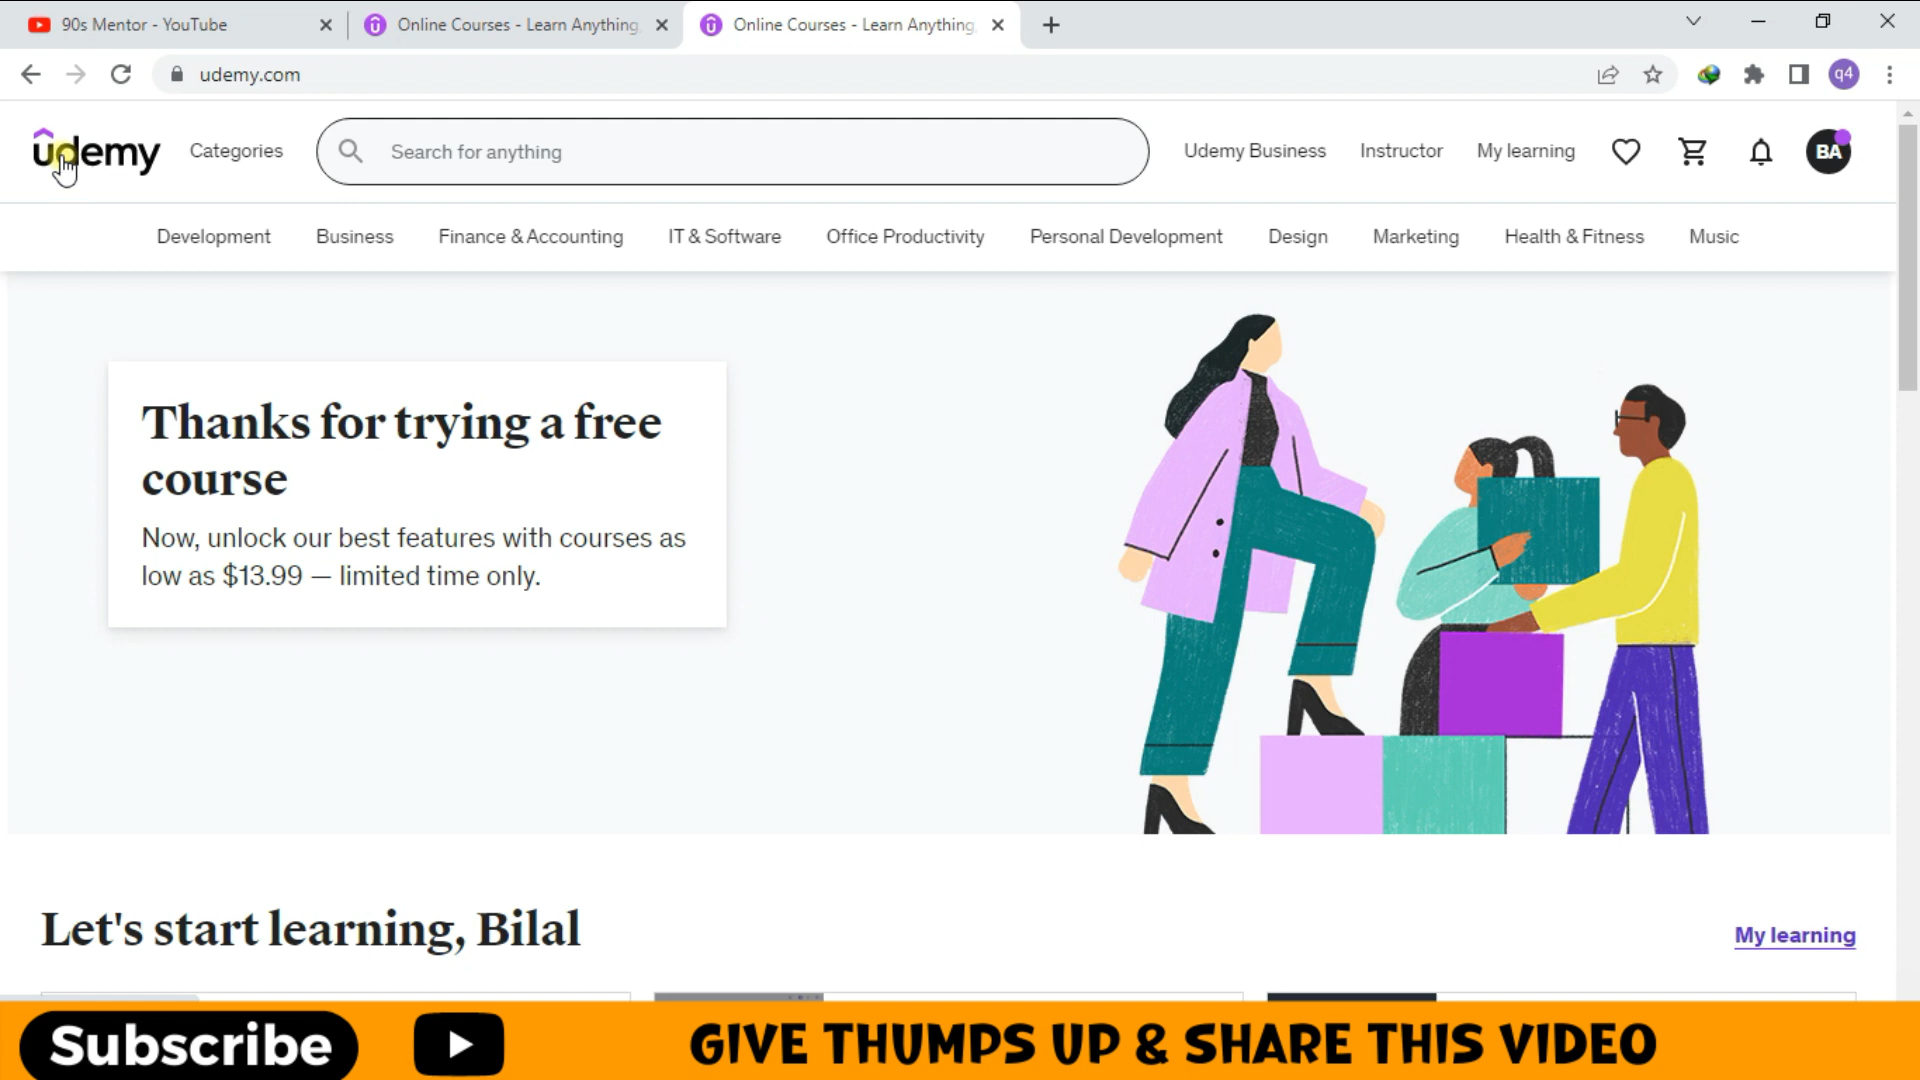 90s Mentor - YouTube
Online Courses - Learn Anything,
Online Courses - Learn Anything,
udemy.com
q4
udemy
Categories
Search for anything
Udemy Business
Instructor
My learning
BA
Development
Business
Finance & Accounting
IT & Software
Office Productivity
Personal Development
Design
Marketing
Health & Fitness
Music
Thanks for trying a free
course
Now, unlock our best features with courses as
low as $13.99 — limited time only.
Let's start learning, Bilal
My learning
Subscribe
GIVE THUMPS UP & SHARE THIS VIDEO